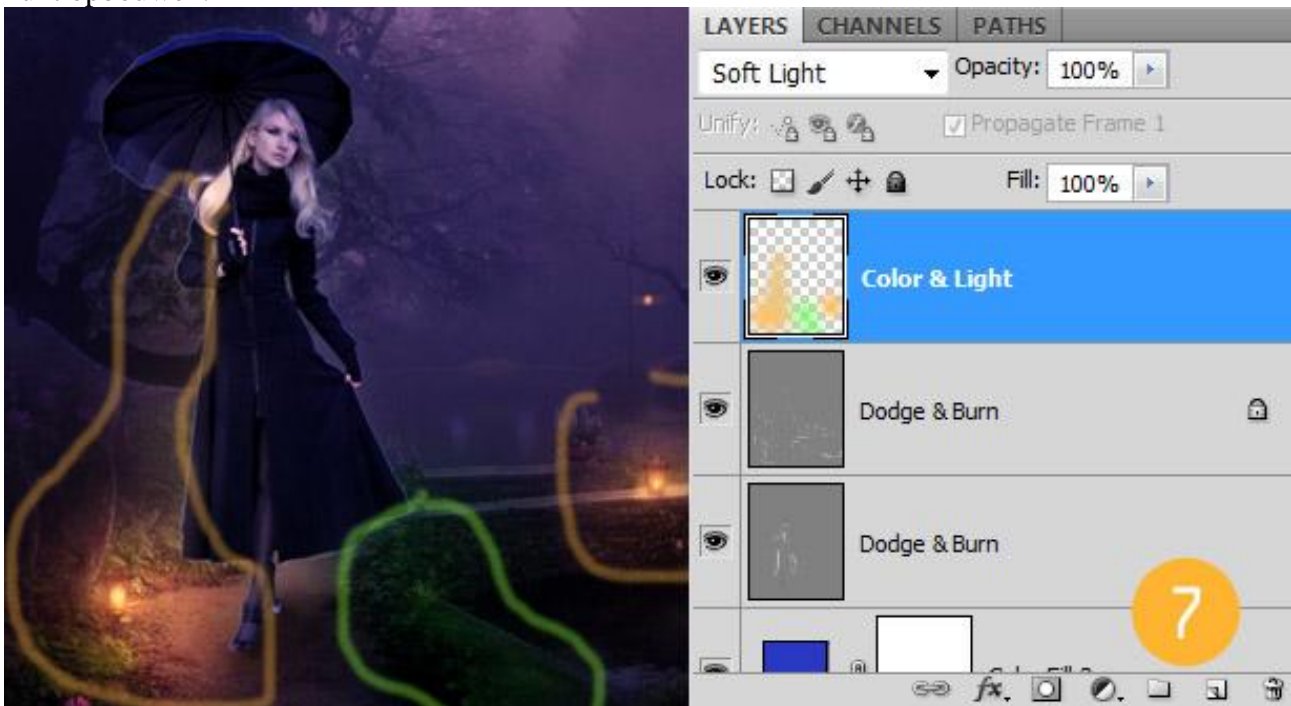 LAYERS CHANNELS PATHS
Soft Light Opacity: 100%
Unify: Propagate Frame 1
Lock: Fill: 100%
Color & Light
Dodge & Burn
Dodge & Burn
7
fx.